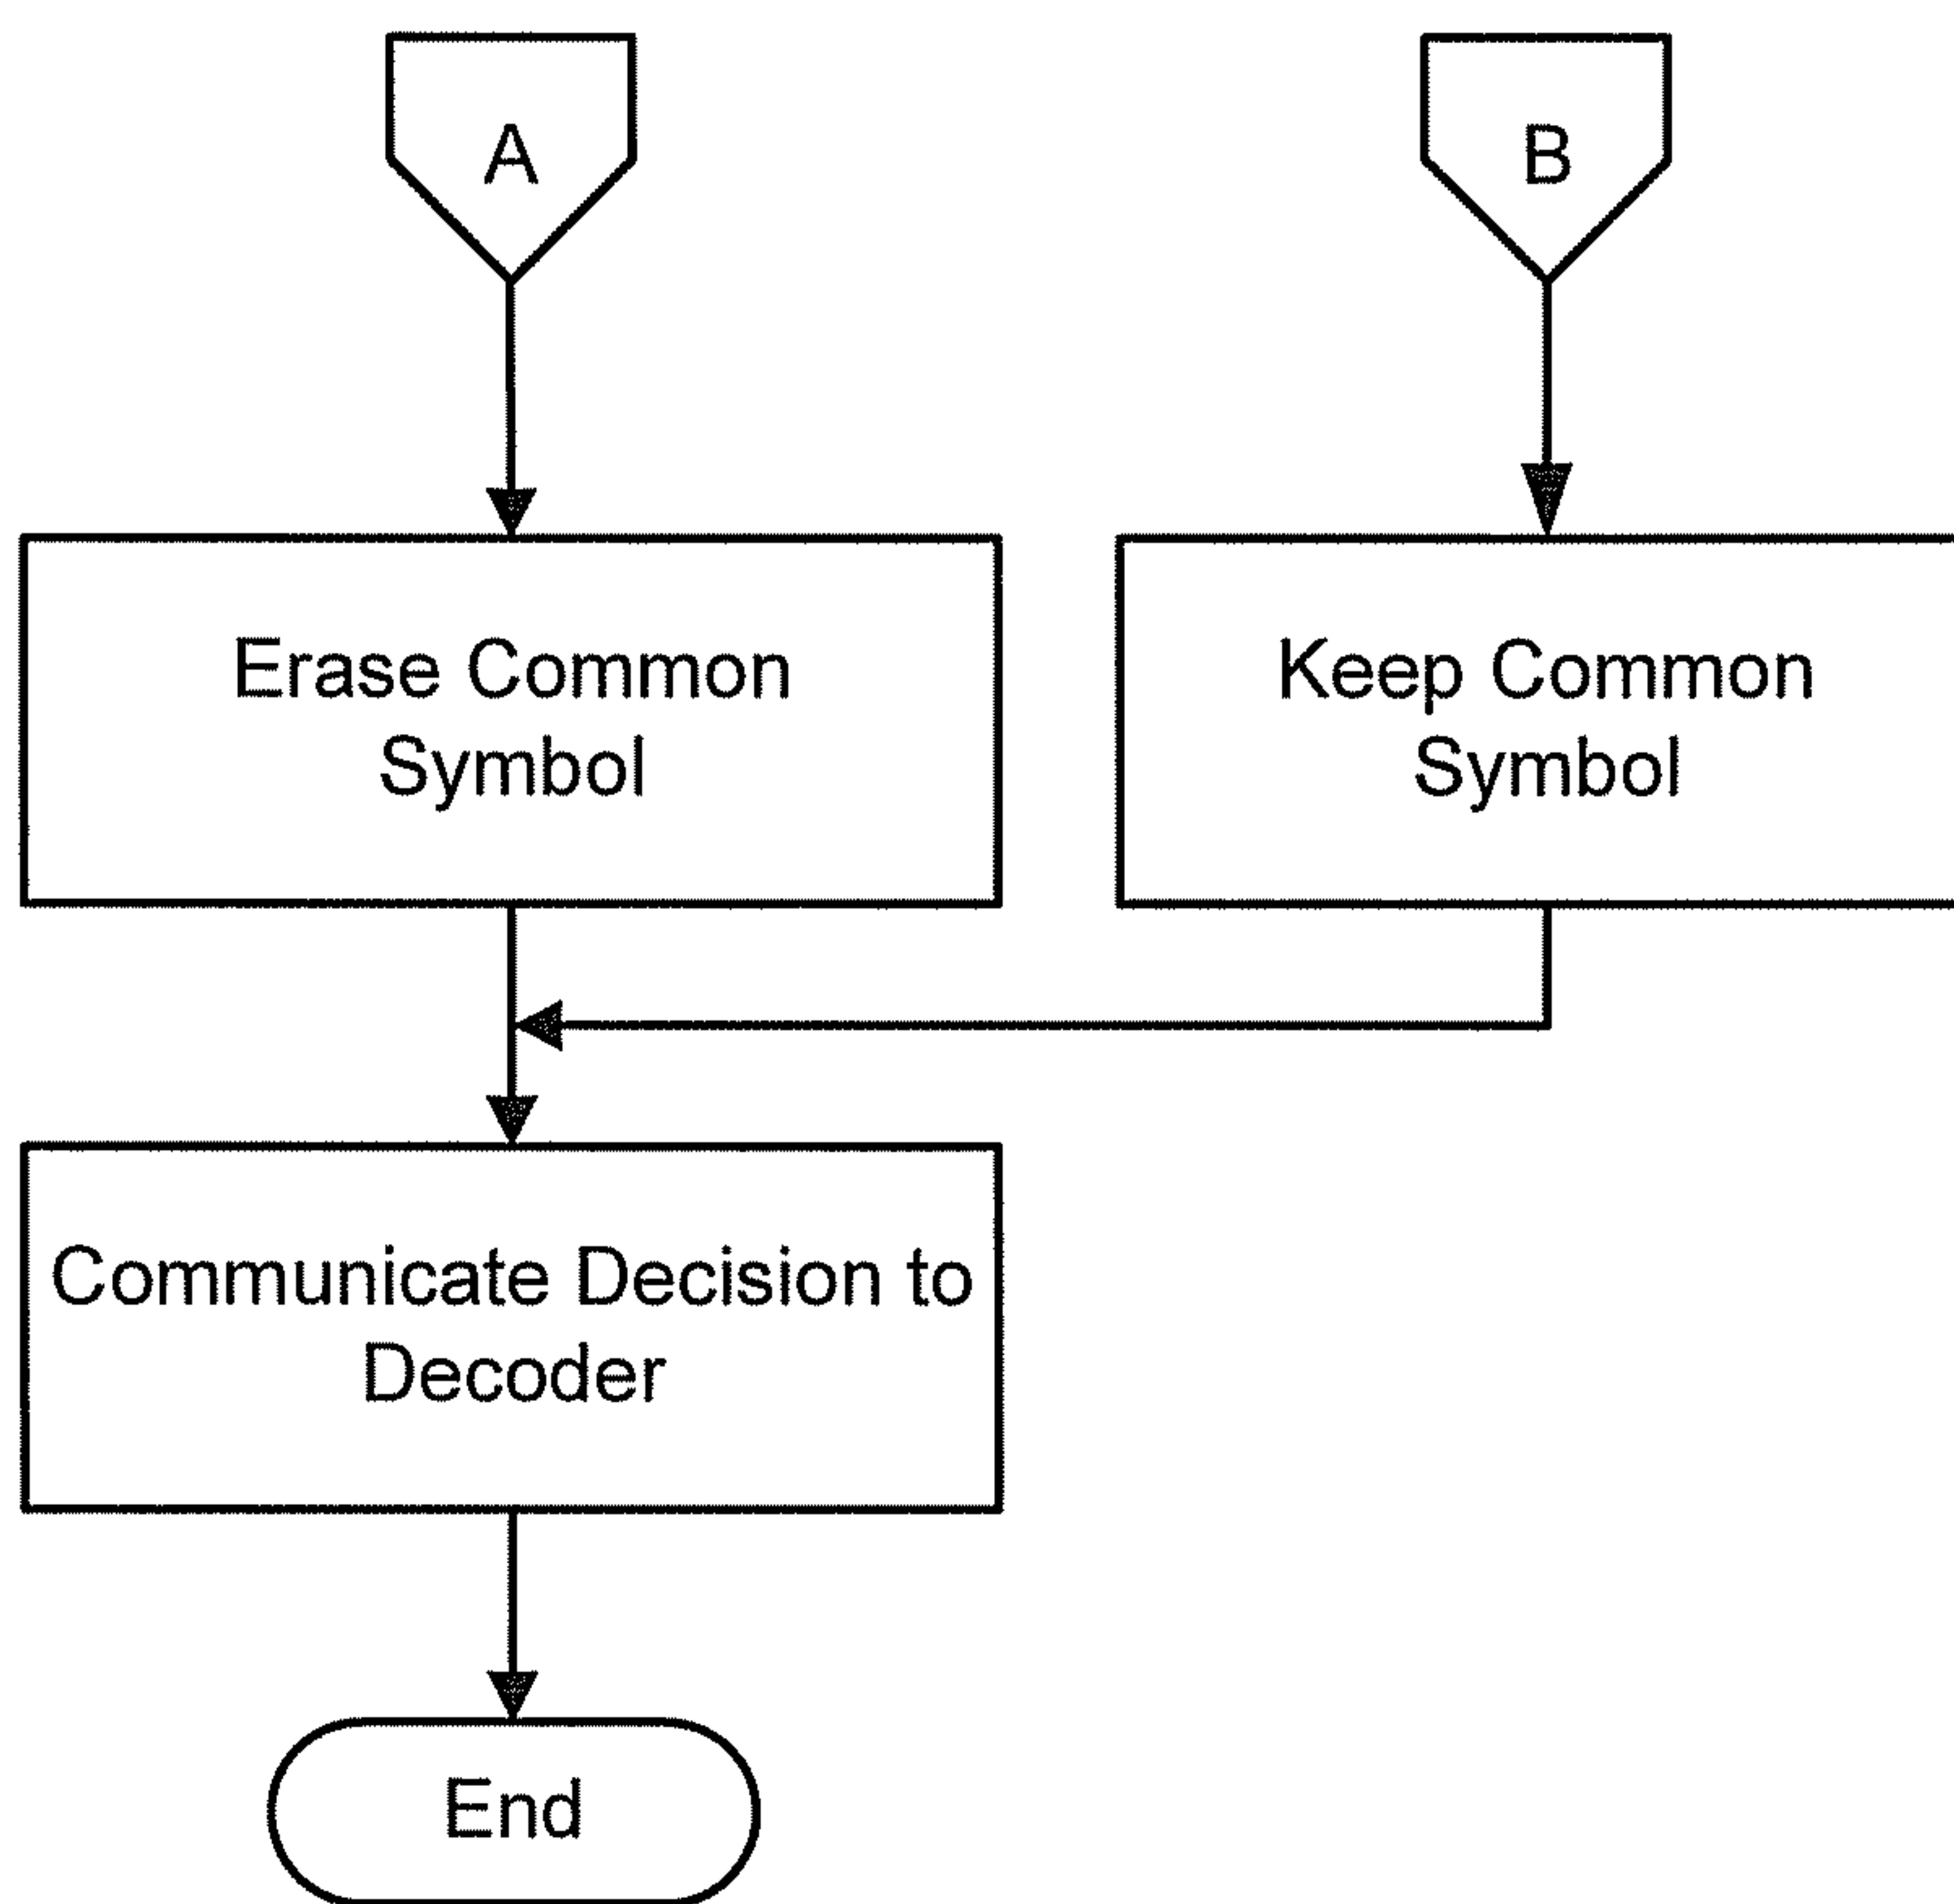 A
B
Erase Common
Symbol
Keep Common
Symbol
Communicate Decision to
Decoder
End